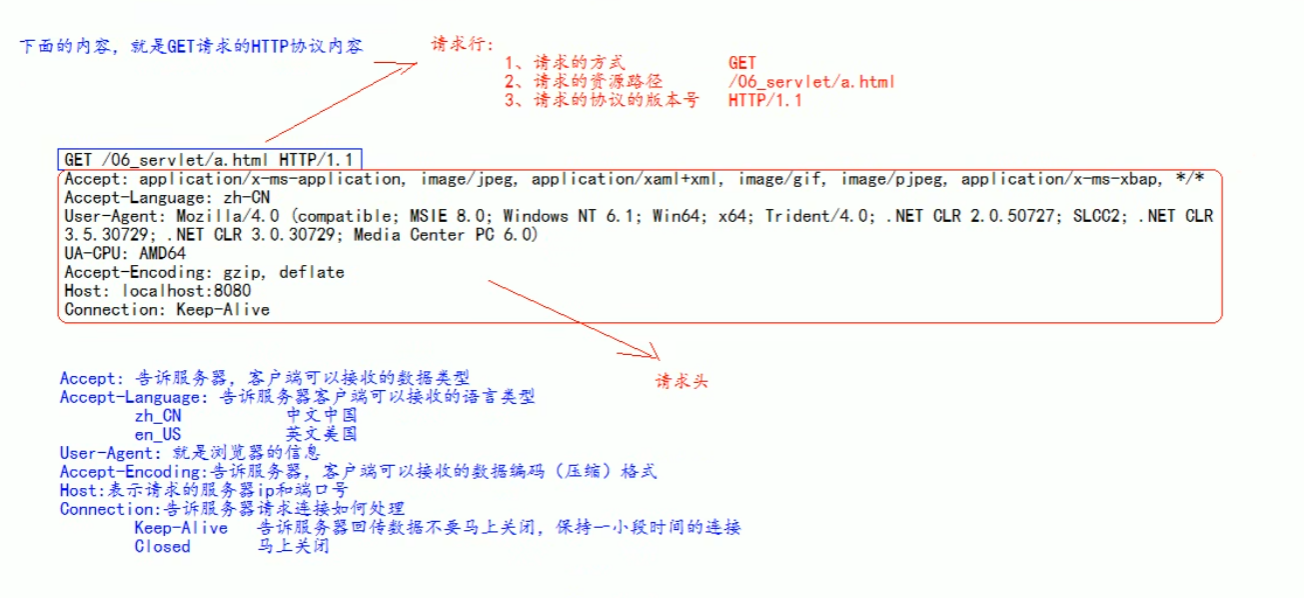 下面的内容，就是GET请求的HTTP协议内容
请求行:
1、请求的方式 GET
2、请求的资源路径 /06_servlet/a.html
3、请求的协议的版本号 HTTP/1.1
GET /06_servlet/a.html HTTP/1.1
Accept: application/x-ms-application, image/jpeg, application/xaml+xml, image/gif, image/pjpeg, application/x-ms-xbap, */*
Accept-Language: zh-CN
User-Agent: Mozilla/4.0 (compatible; MSIE 8.0; Windows NT 6.1; Win64; x64; Trident/4.0; .NET CLR 2.0.50727; SLCC2; .NET CLR
3.5.30729; .NET CLR 3.0.30729; Media Center PC 6.0)
UA-CPU: AMD64
Accept-Encoding: gzip, deflate
Host: localhost:8080
Connection: Keep-Alive
请求头
Accept: 告诉服务器，客户端可以接收的数据类型
Accept-Language: 告诉服务器客户端可以接收的语言类型
zh_CN 中文中国
en_US 英文美国
User-Agent: 就是浏览器的信息
Accept-Encoding:告诉服务器，客户端可以接收的数据编码（压缩）格式
Host:表示请求的服务器ip和端口号
Connection:告诉服务器请求连接如何处理
Keep-Alive 告诉服务器回传数据不要马上关闭，保持一小段时间的连接
Closed 马上关闭